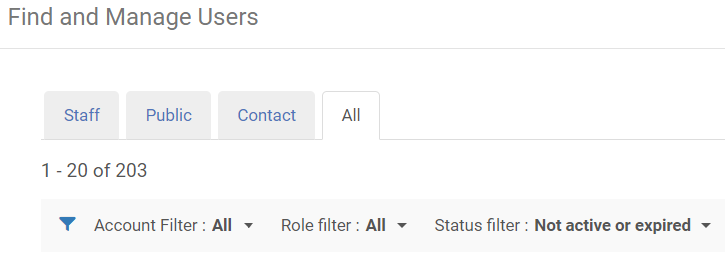 Find and Manage Users
Staff Public Contact All
1 - 20 of 203
Account Filter : All Role filter : All Status filter : Not active or expired